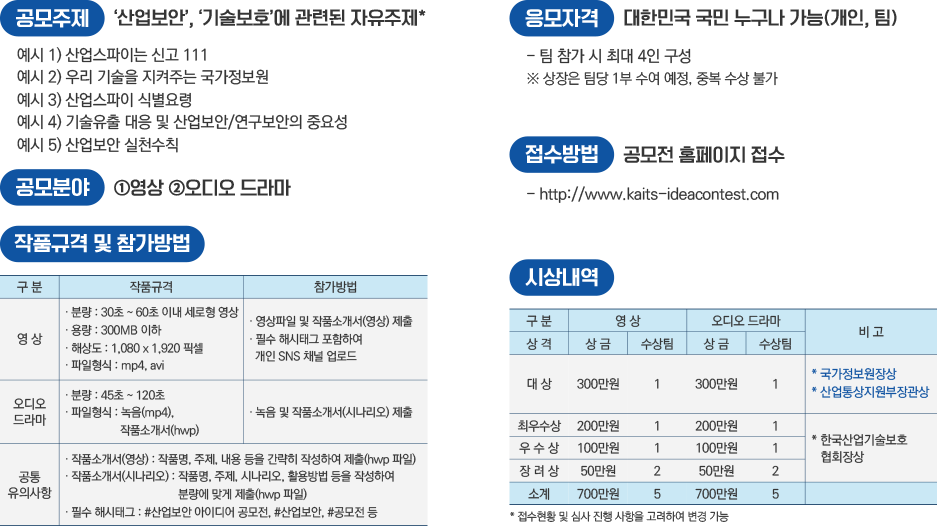 공모주제 '산업보안', '기술보호'에 관련된 자유주제*
예시 1) 산업스파이는 신고 111
예시 2) 우리 기술을 지켜주는 국가정보원
예시 3) 산업스파이 식별요령
예시 4) 기술유출 대응 및 산업보안/연구보안의 중요성
예시 5) 산업보안 실천수칙
공모분야 ①영상 ②오디오 드라마
작품규격 및 참가방법
구 분 작품규격 참가방법
영 상
· 분량 : 30초 ~ 60초 이내 세로형 영상
· 용량 : 300MB 이하
· 해상도 : 1,080 x 1,920 픽셀
· 파일형식 : mp4, avi
· 영상파일 및 작품소개서(영상) 제출
· 필수 해시태그 포함하여
개인 SNS 채널 업로드
오디오
드라마
· 분량 : 45초 ~ 120초
· 파일형식 : 녹음(mp4),
작품소개서(hwp)
· 녹음 및 작품소개서(시나리오) 제출
공통
유의사항
· 작품소개서(영상) : 작품명, 주제, 내용 등을 간략히 작성하여 제출(hwp 파일)
· 작품소개서(시나리오) : 작품명, 주제, 시나리오, 활용방법 등을 작성하여
분량에 맞게 제출(hwp 파일)
· 필수 해시태그 : #산업보안 아이디어 공모전, #산업보안, #공모전 등
응모자격 대한민국 국민 누구나 가능(개인, 팀)
- 팀 참가 시 최대 4인 구성
※ 상장은 팀당 1부 수여 예정, 중복 수상 불가
접수방법 공모전 홈페이지 접수
- http://www.kaits-ideacontest.com
시상내역
구 분 영 상 오디오 드라마 비 고
상 격 상 금 수상팀 상 금 수상팀
대 상 300만원 1 300만원 1
* 국가정보원장상
* 산업통상지원부장관상
최우수상 200만원 1 200만원 1
우 수 상 100만원 1 100만원 1
장 려 상 50만원 2 50만원 2
* 한국산업기술보호
협회장상
소계 700만원 5 700만원 5
* 접수현황 및 심사 진행 사항을 고려하여 변경 가능